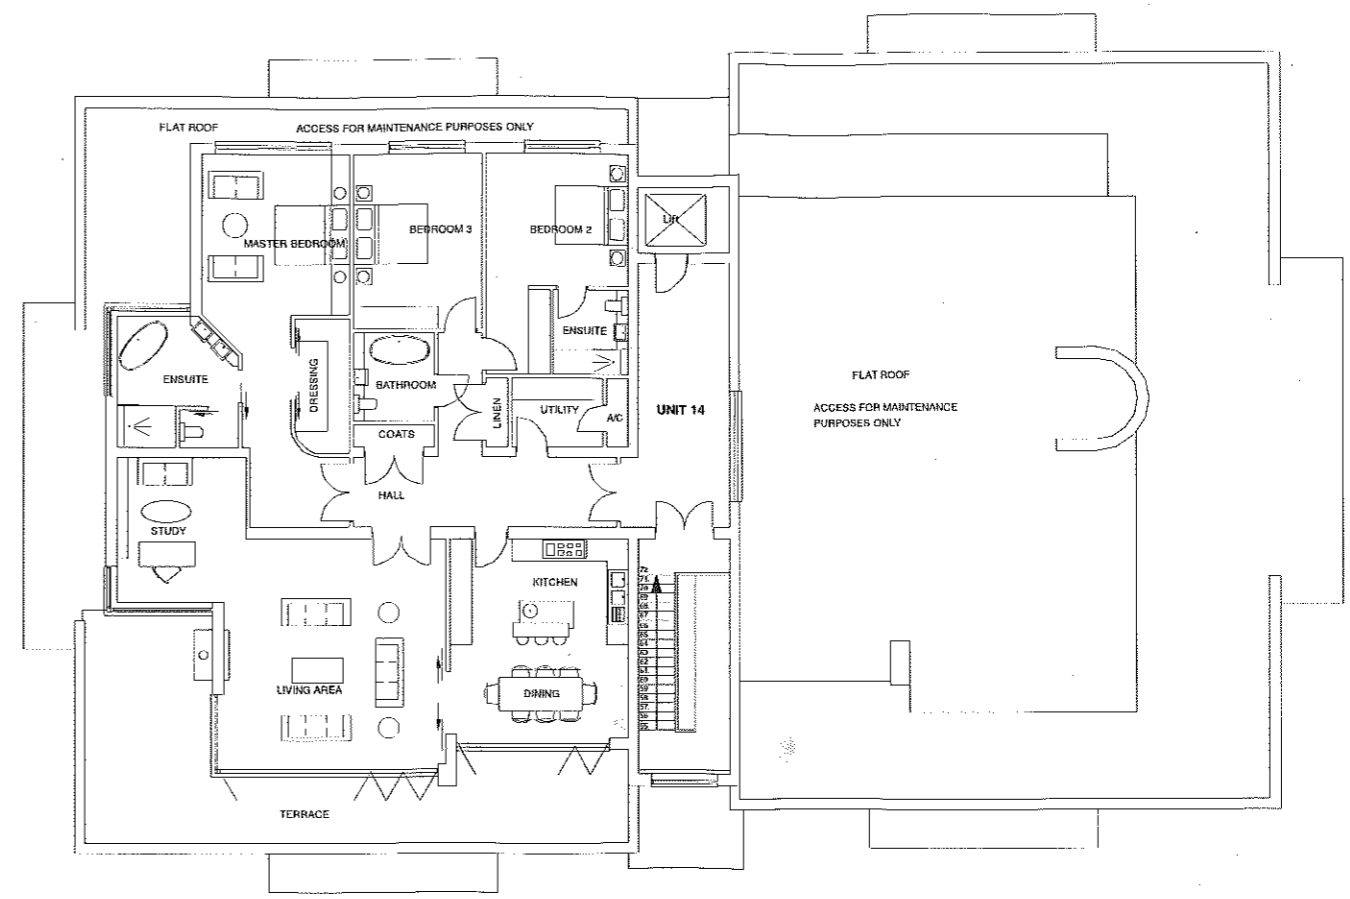 FLAT ROOF
ACCESS FOR MAINTENANCE PURPOSES ONLY
MASTER BEDROOM
BEDROOM 3
BEDROOM 2
Lift
ENSUITE
ENSUITE
DRESSING
BATHROOM
LINEN
UTILITY
A/C
UNIT 14
COATS
HALL
STUDY
KITCHEN
LIVING AREA
DINING
TERRACE
FLAT ROOF
ACCESS FOR MAINTENANCE
PURPOSES ONLY